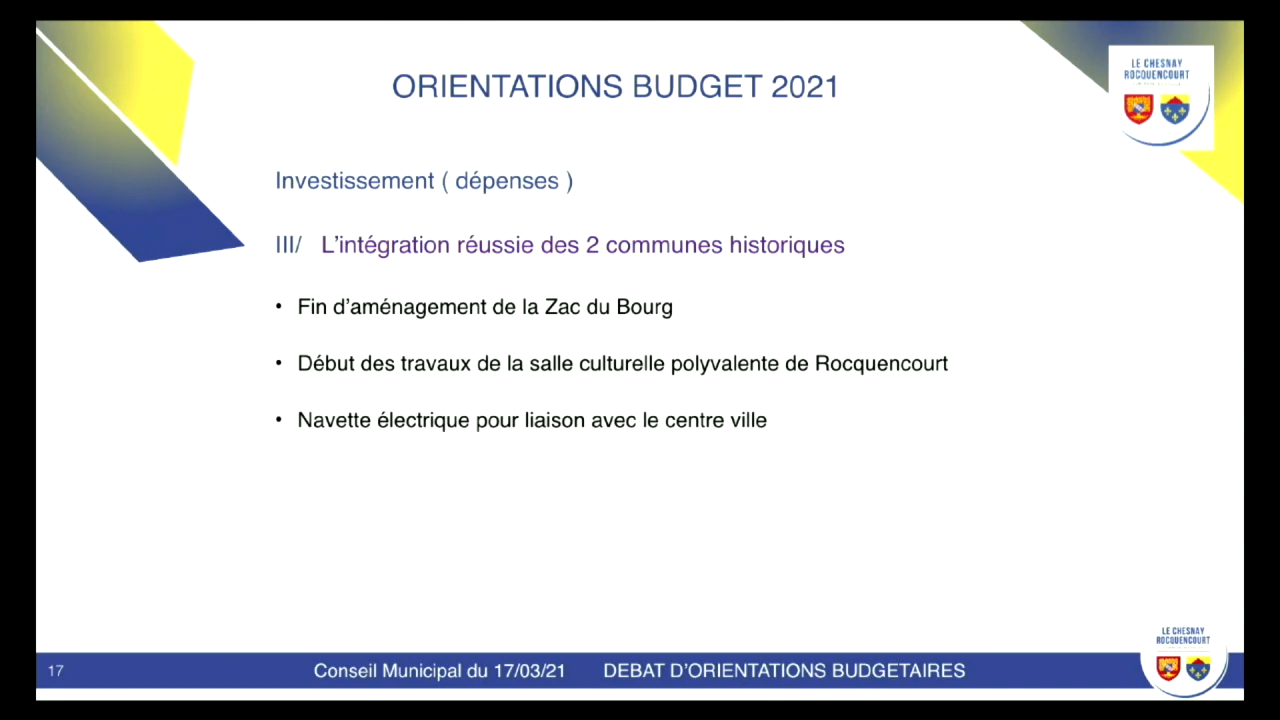 LE CHESNAY
ROCQUENCOURT
ORIENTATIONS BUDGET 2021
Investissement ( dépenses )
III/ L'intégration réussie des 2 communes historiques
• Fin d'aménagement de la Zac du Bourg
• Début des travaux de la salle culturelle polyvalente de Rocquencourt
• Navette électrique pour liaison avec le centre ville
LE CHESNAY
ROCQUENCOURT
17 Conseil Municipal du 17/03/21 DEBAT D'ORIENTATIONS BUDGETAIRES